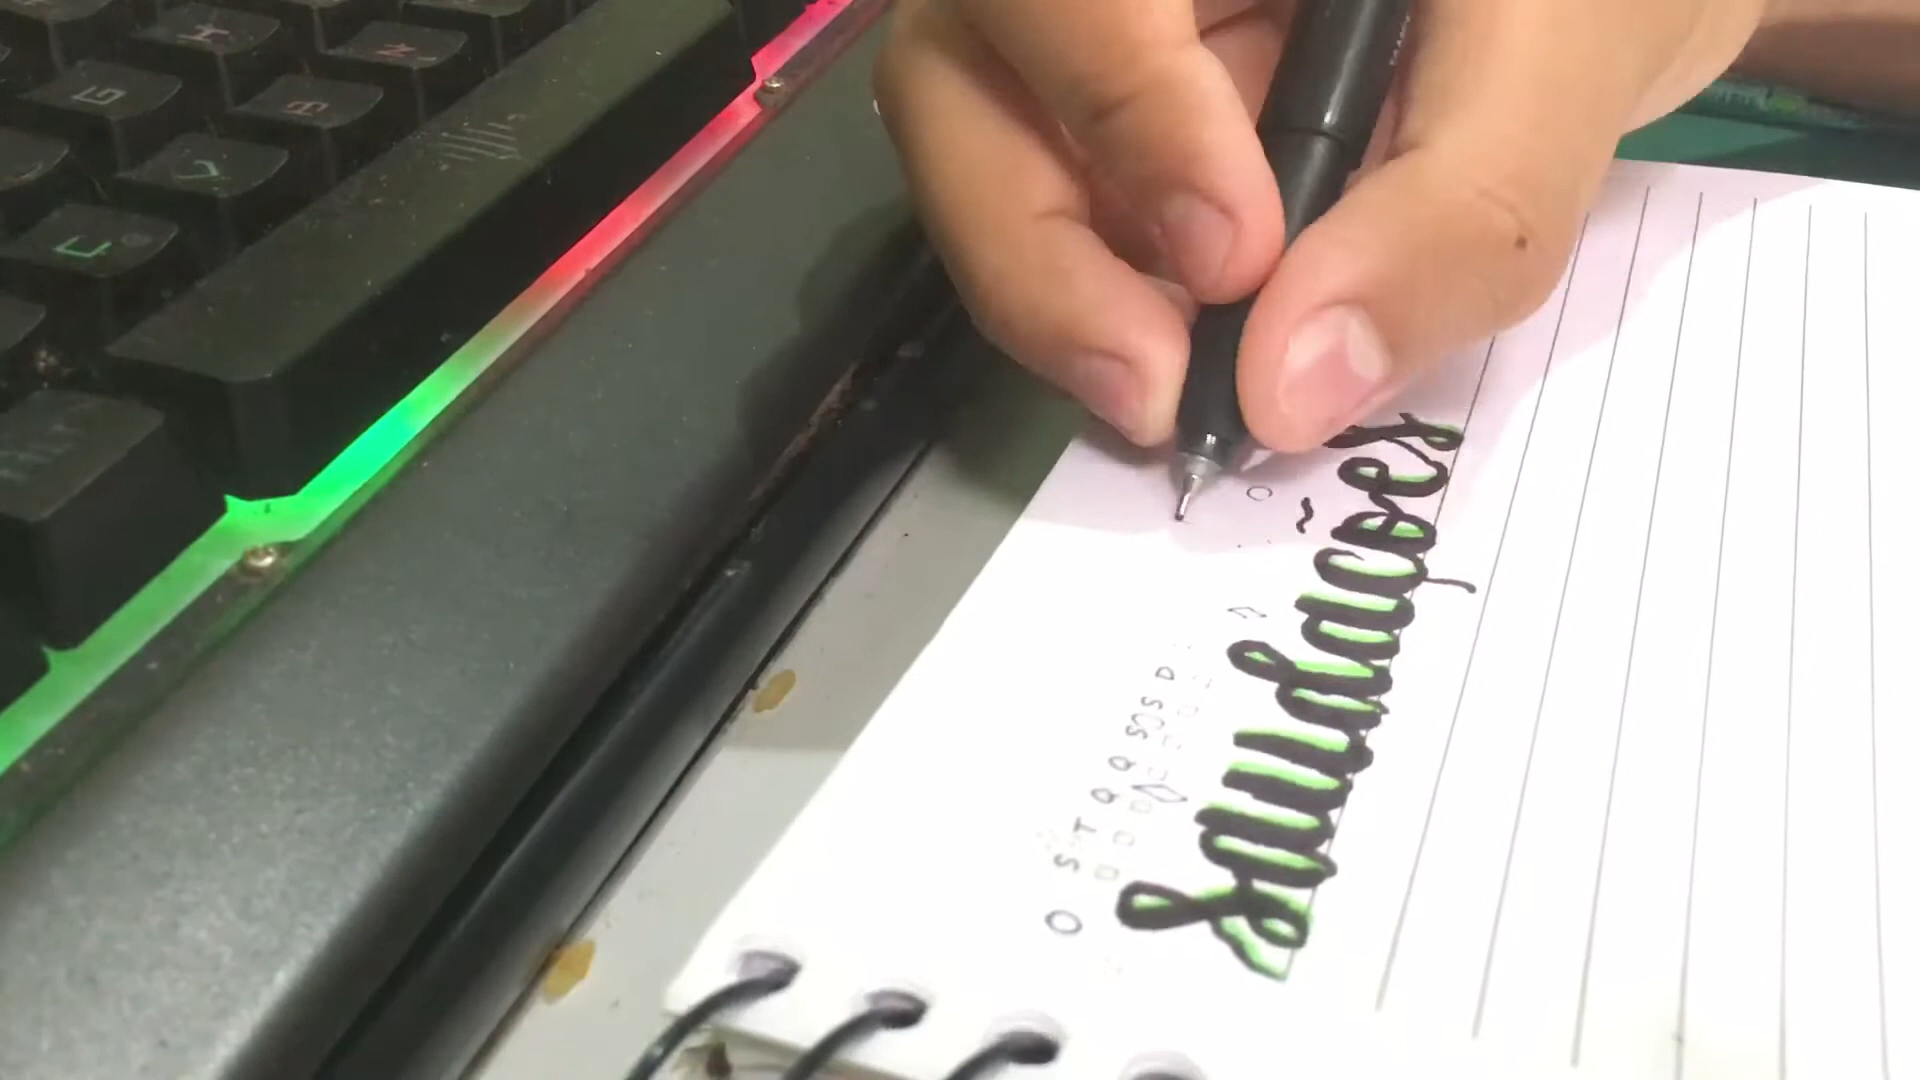 H N
G B
V
C
S T Q Q S S D
saudações